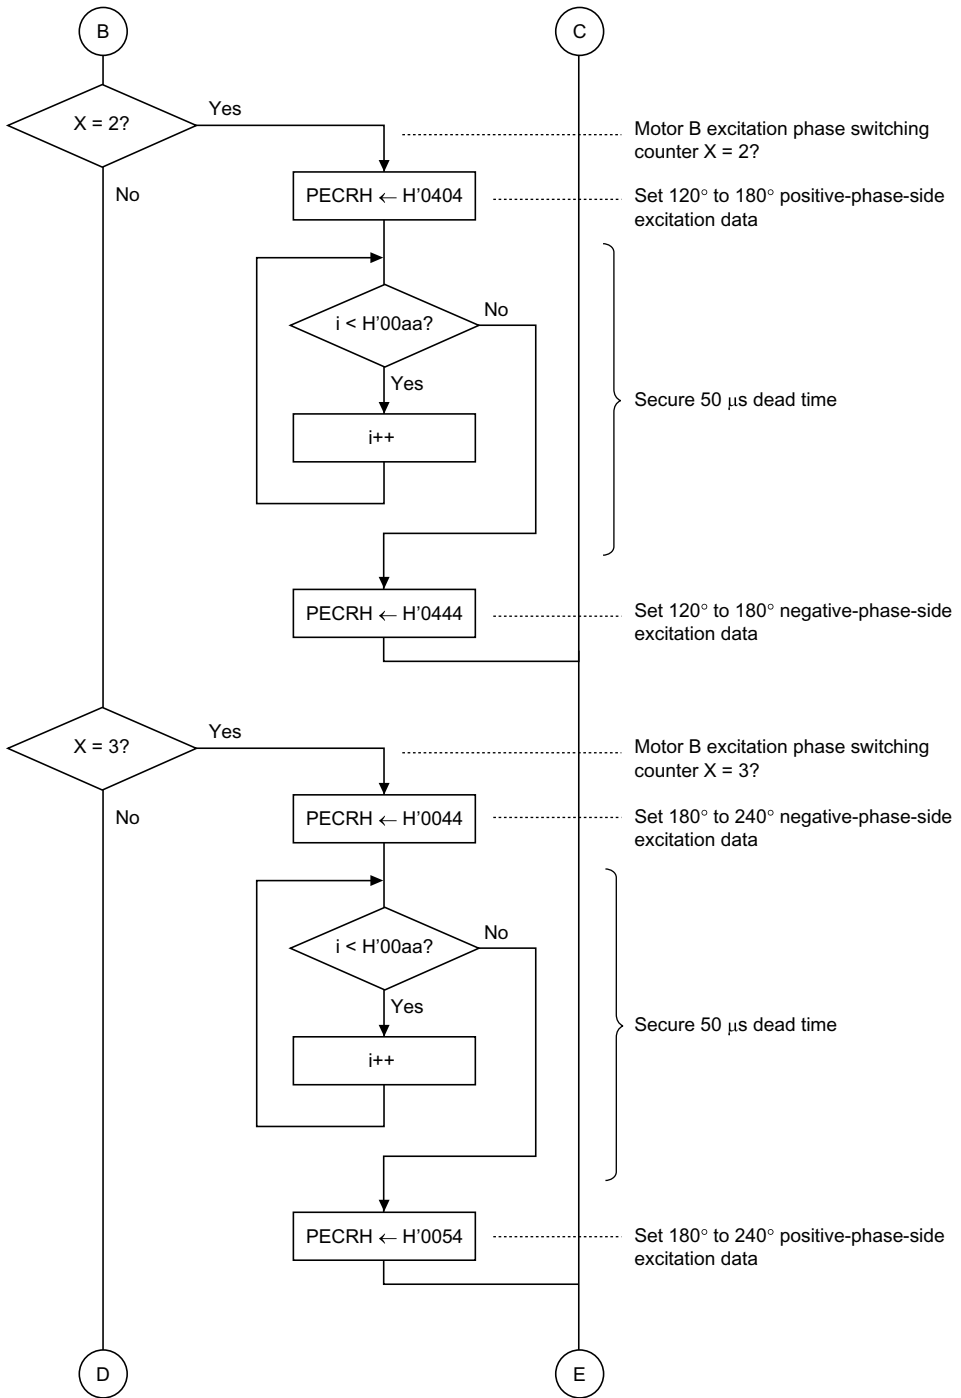 B
C
X = 2?
Yes
No
Motor B excitation phase switching
counter X = 2?
PECRH ← H'0404
Set 120° to 180° positive-phase-side
excitation data
i < H'00aa?
No
Yes
i++
Secure 50 μs dead time
PECRH ← H'0444
Set 120° to 180° negative-phase-side
excitation data
X = 3?
Yes
No
Motor B excitation phase switching
counter X = 3?
PECRH ← H'0044
Set 180° to 240° negative-phase-side
excitation data
i < H'00aa?
No
Yes
i++
Secure 50 μs dead time
PECRH ← H'0054
Set 180° to 240° positive-phase-side
excitation data
D
E